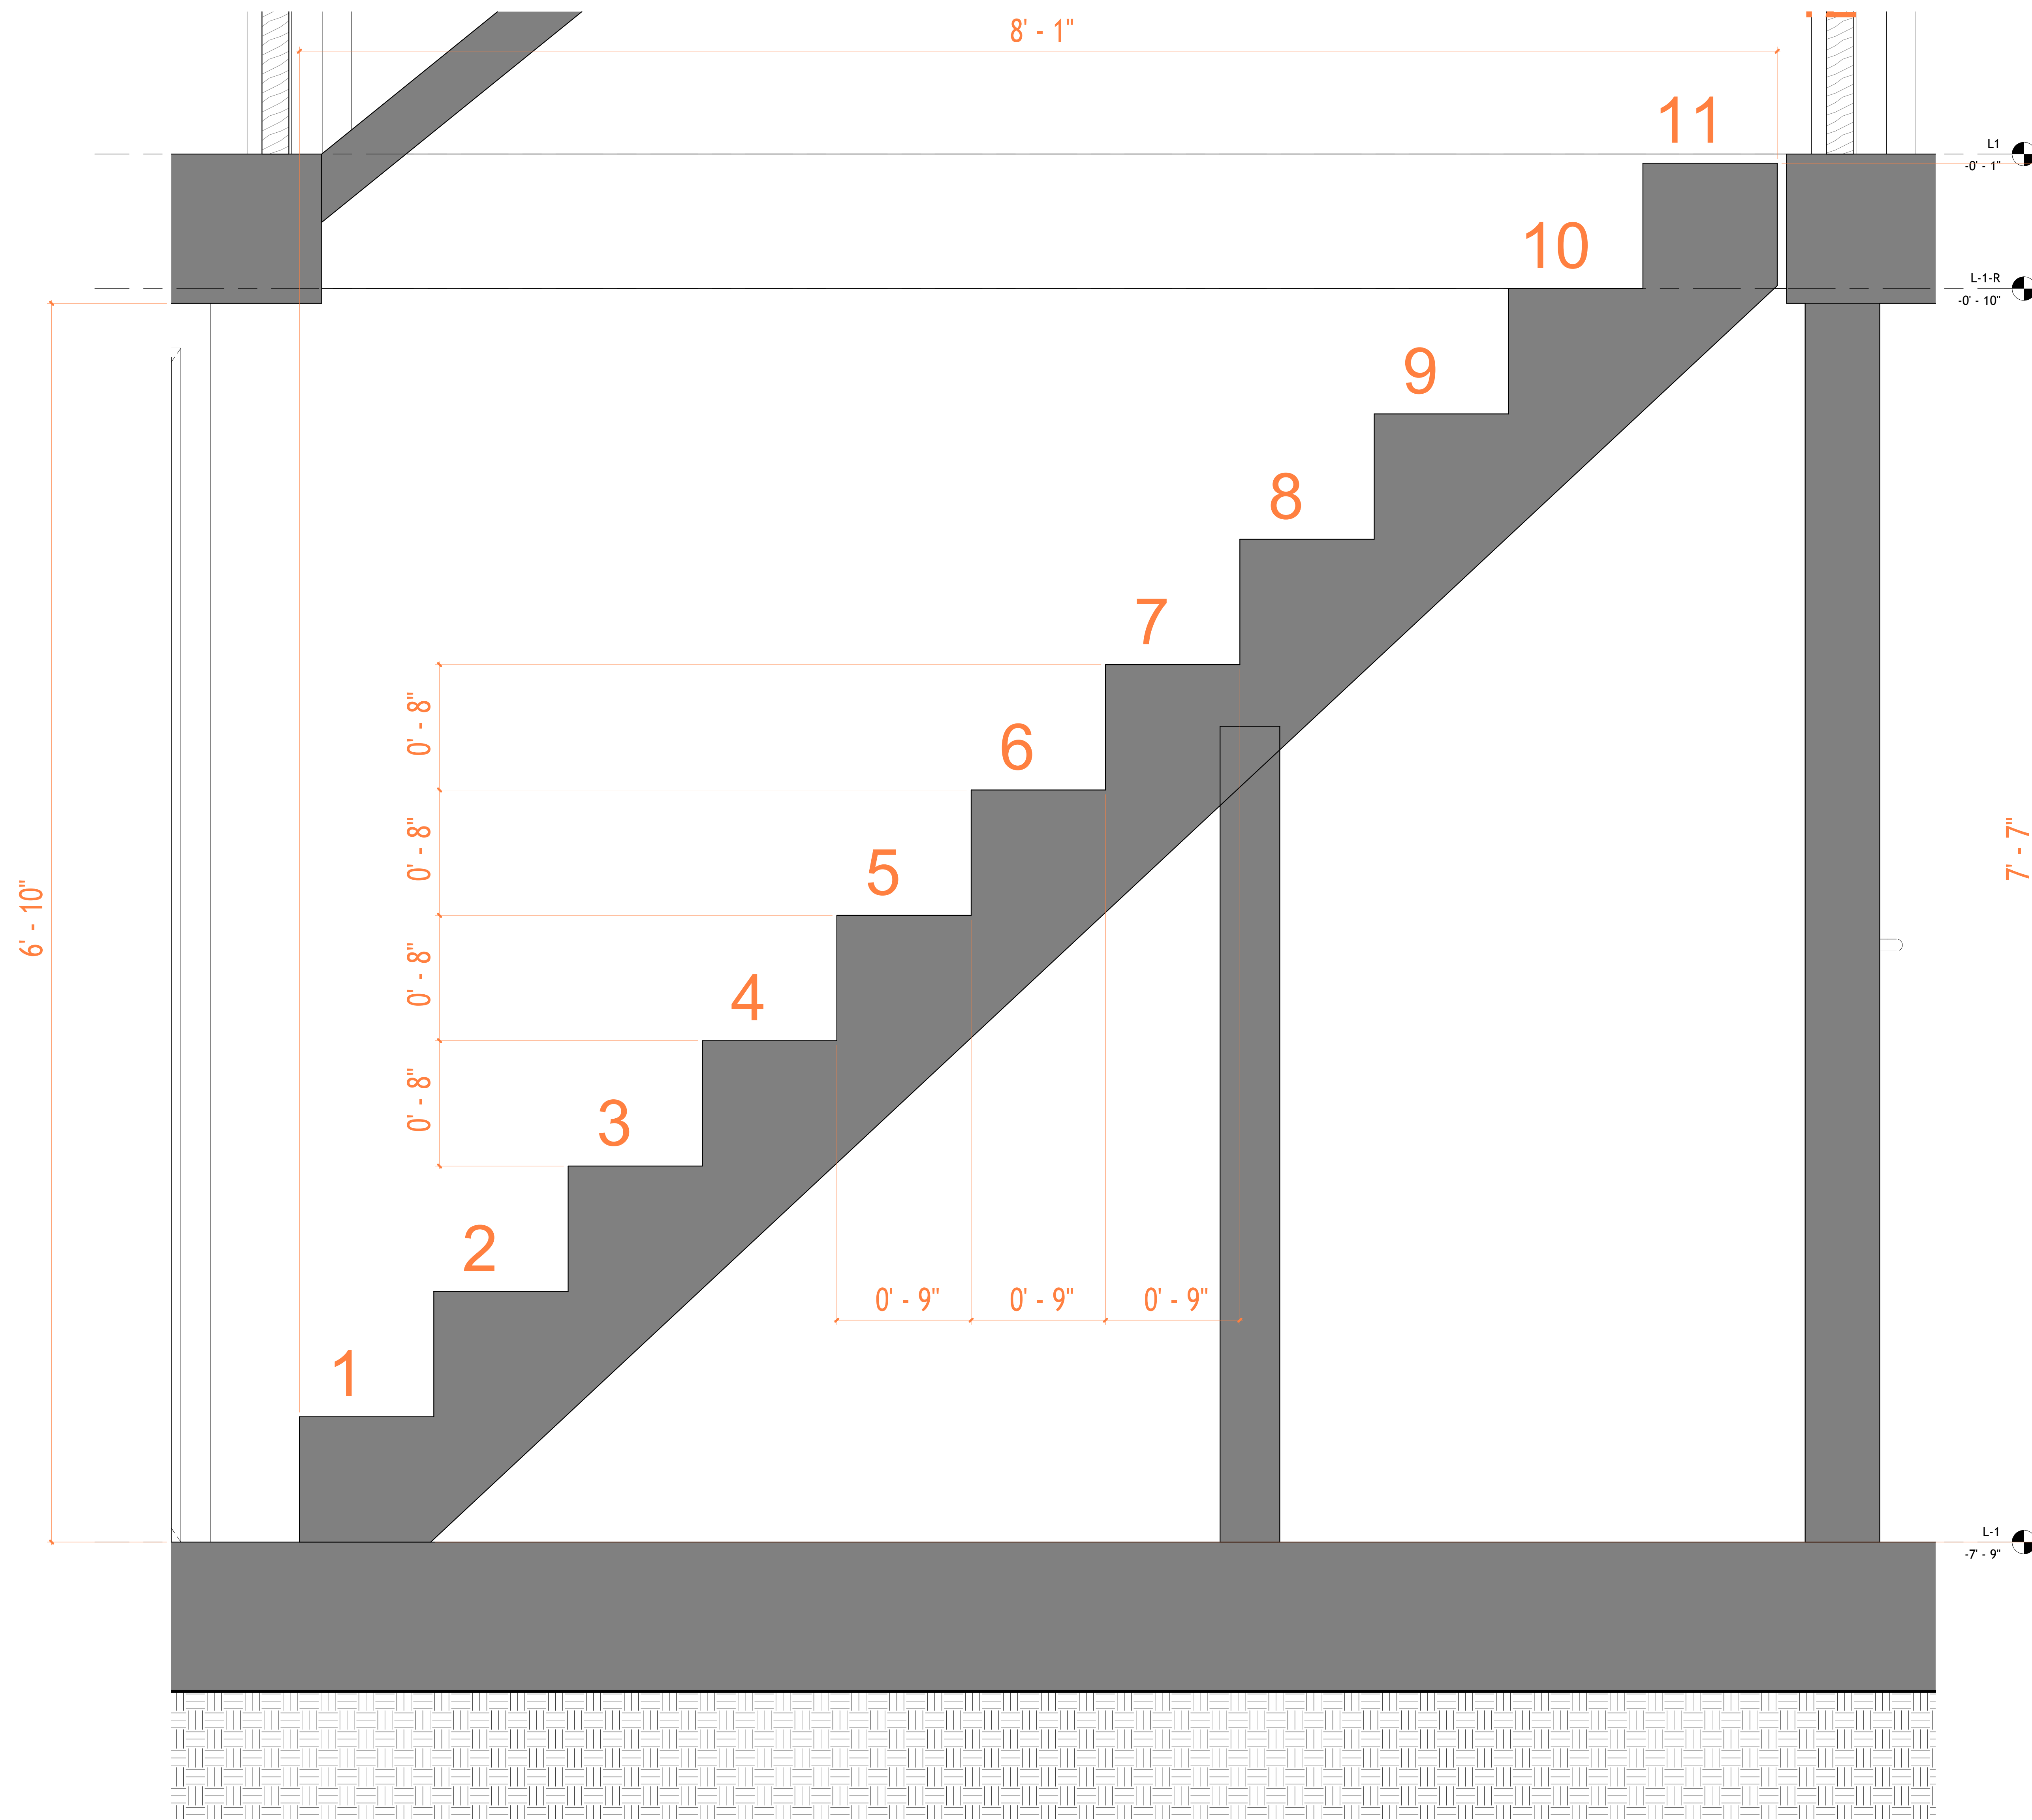 8' - 1"
11
L1
-0' - 1"
10
L-1-R
-0' - 10"
9
8
7
0' - 8"
6
0' - 8"
5
7' - 7"
6' - 10"
0' - 8"
4
0' - 8"
3
2
0' - 9"
0' - 9"
0' - 9"
1
L-1
-7' - 9"